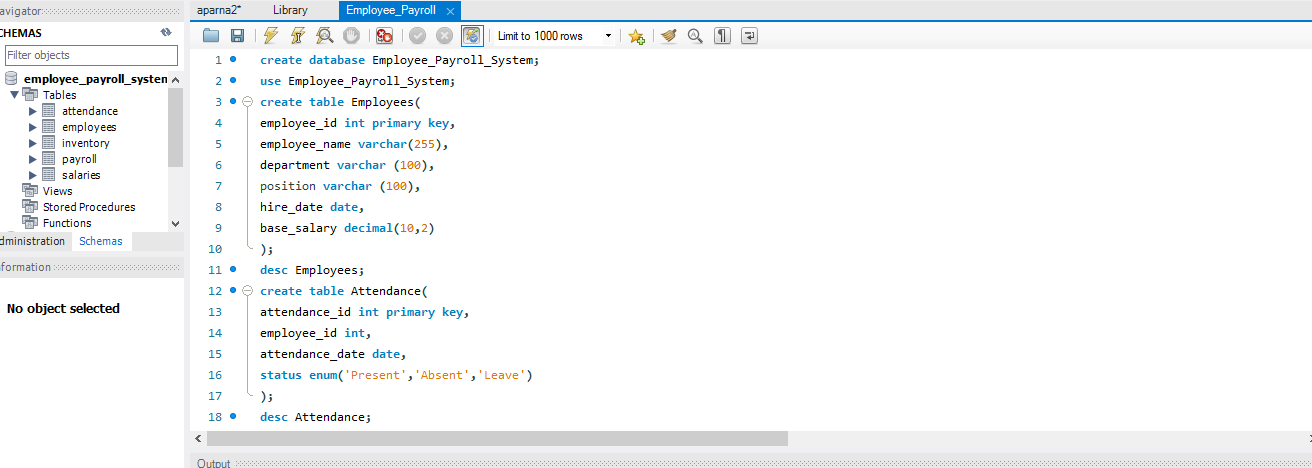 avigator
CHEMAS
Filter objects
employee_payroll_system
Tables
attendance
employees
inventory
payroll
salaries
Views
Stored Procedures
Functions
dministration Schemas
nformation
No object selected
aparna2* Library Employee_Payroll ×
Limit to 1000 rows
1 create database Employee_Payroll_System;
2 use Employee_Payroll_System;
3 create table Employees(
4 employee_id int primary key,
5 employee_name varchar(255),
6 department varchar (100),
7 position varchar (100),
8 hire_date date,
9 base_salary decimal(10,2)
10 );
11 desc Employees;
12 create table Attendance(
13 attendance_id int primary key,
14 employee_id int,
15 attendance_date date,
16 status enum('Present','Absent','Leave')
17 );
18 desc Attendance;
Output